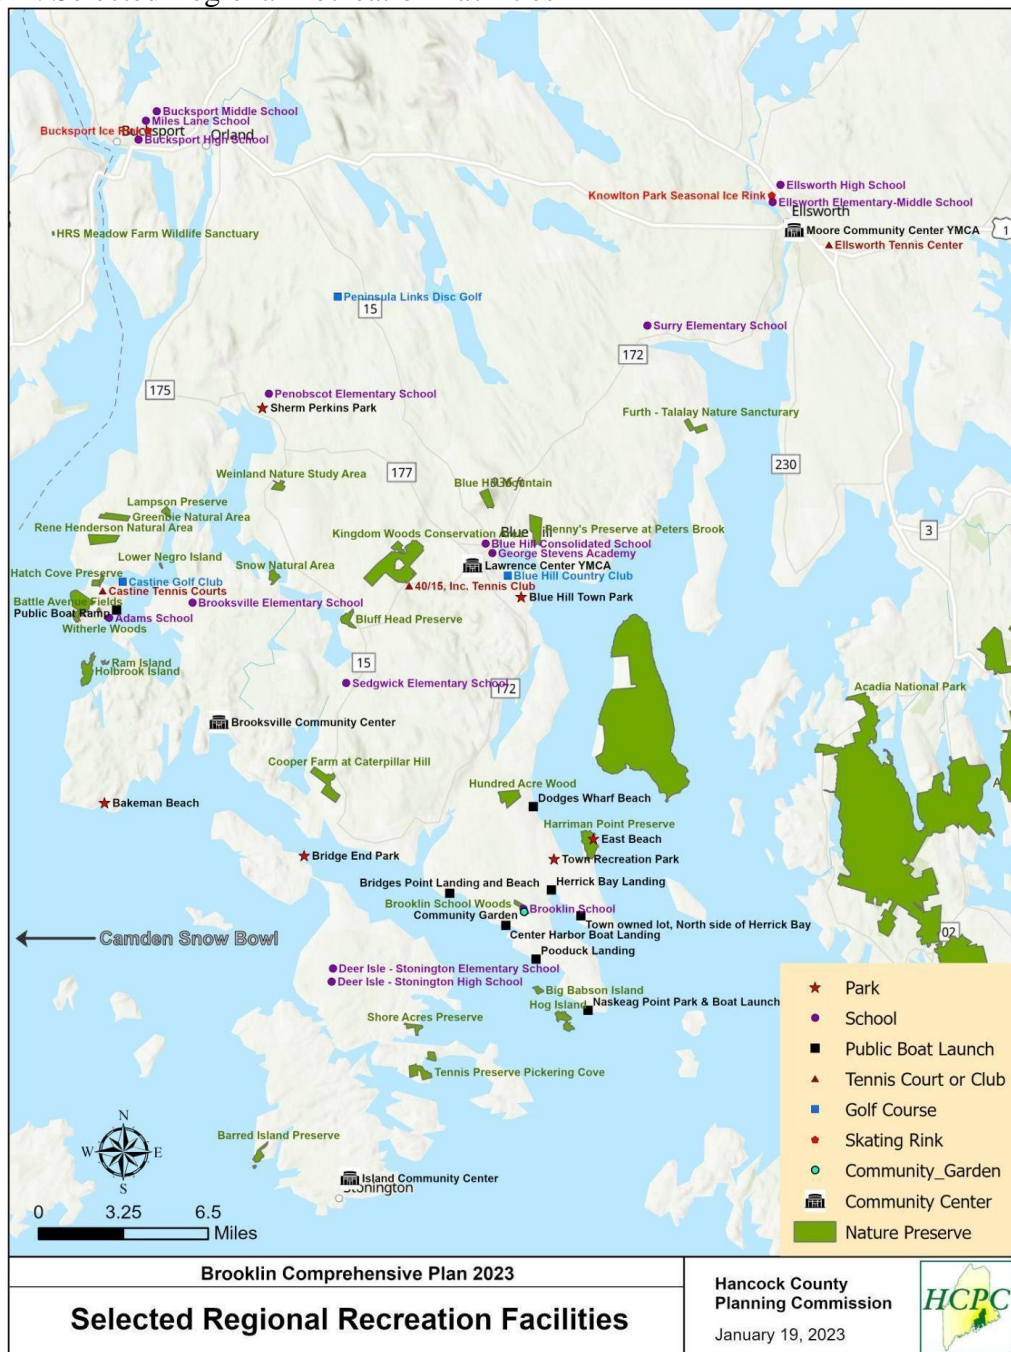 Bucksport Middle School
Miles Lane School
Bucksport Ice Rink
Bucksport
Orland
Bucksport High School
Ellsworth High School
Knowlton Park Seasonal Ice Rink
Ellsworth Elementary-Middle School
Ellsworth
Moore Community Center YMCA
1
HRS Meadow Farm Wildlife Sanctuary
Ellsworth Tennis Center
Peninsula Links Disc Golf
15
Surry Elementary School
172
175
Penobscot Elementary School
Sherm Perkins Park
Furth - Talalay Nature Sancturary
Weinland Nature Study Area
177
230
Blue Hill Mountain
Lampson Preserve
Greenbie Natural Area
Rene Henderson Natural Area
Kingdom Woods Conservation Area
Blue Hill
Penny's Preserve at Peters Brook
3
Blue Hill Consolidated School
George Stevens Academy
Lower Negro Island
Lawrence Center YMCA
Hatch Cove Preserve
Castine Golf Club
Snow Natural Area
Blue Hill Country Club
Castine Tennis Courts
40/15, Inc. Tennis Club
Battle Avenue Fields
Brooksville Elementary School
Blue Hill Town Park
Public Boat Ramp
Adams School
Witherle Woods
Bluff Head Preserve
Ram Island
Holbrook Island
15
Sedgwick Elementary School
172
Acadia National Park
Brooksville Community Center
Cooper Farm at Caterpillar Hill
Hundred Acre Wood
Dodges Wharf Beach
Bakeman Beach
Harriman Point Preserve
East Beach
Bridge End Park
Town Recreation Park
Bridges Point Landing and Beach
Herrick Bay Landing
Brooklin School Woods
Brooklin School
Community Garden
Town owned lot, North side of Herrick Bay
Center Harbor Boat Landing
Camden Snow Bowl
02
Pooduck Landing
Deer Isle - Stonington Elementary School
Deer Isle - Stonington High School
Big Babson Island
Hog Island
Naskeag Point Park & Boat Launch
Shore Acres Preserve
Tennis Preserve Pickering Cove
Barred Island Preserve
Island Community Center
Stonington
N
W E
S
0 3.25 6.5
Miles
Park
School
Public Boat Launch
Tennis Court or Club
Golf Course
Skating Rink
Community_Garden
Community Center
Nature Preserve
Brooklin Comprehensive Plan 2023
Selected Regional Recreation Facilities
Hancock County
Planning Commission
January 19, 2023
HCPC